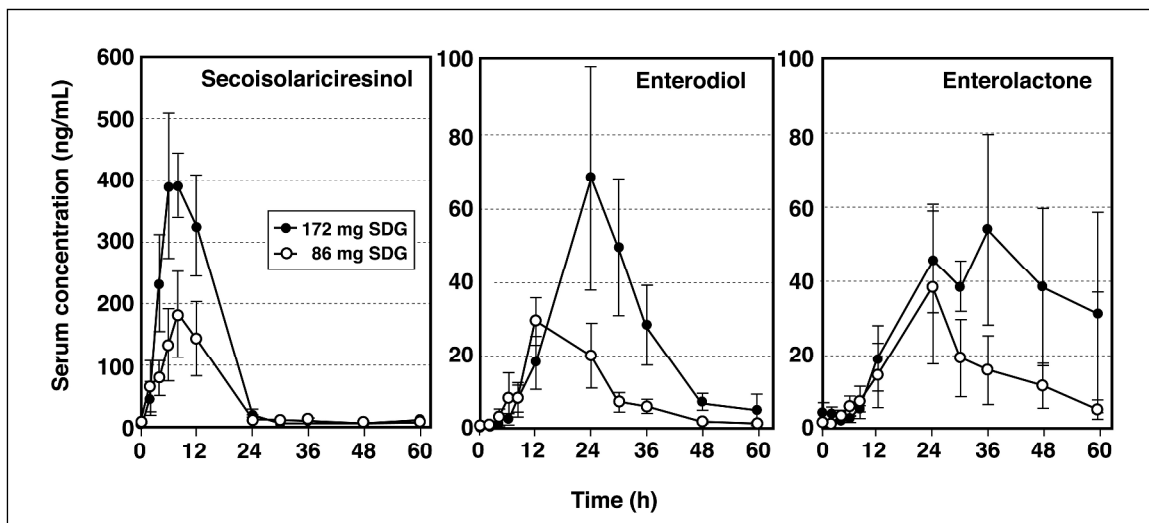 Serum concentration (ng/mL)
600
500
400
300
200
100
0
0 12 24 36 48 60
Secoisolariciresinol
172 mg SDG
86 mg SDG
100
80
60
40
20
0
0 12 24 36 48 60
Enterodiol
100
80
60
40
20
0
0 12 24 36 48 60
Enterolactone
Time (h)